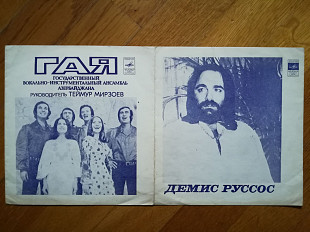 ГАЯ
ГОСУДАРСТВЕННЫЙ
ВОКАЛЬНО-ИНСТРУМЕНТАЛЬНЫЙ АНСАМБЛЬ
АЗЕРБАЙДЖАНА
РУКОВОДИТЕЛЬ ТЕЙМУР МИРЗОЕВ
ДЕМИС РУССОС